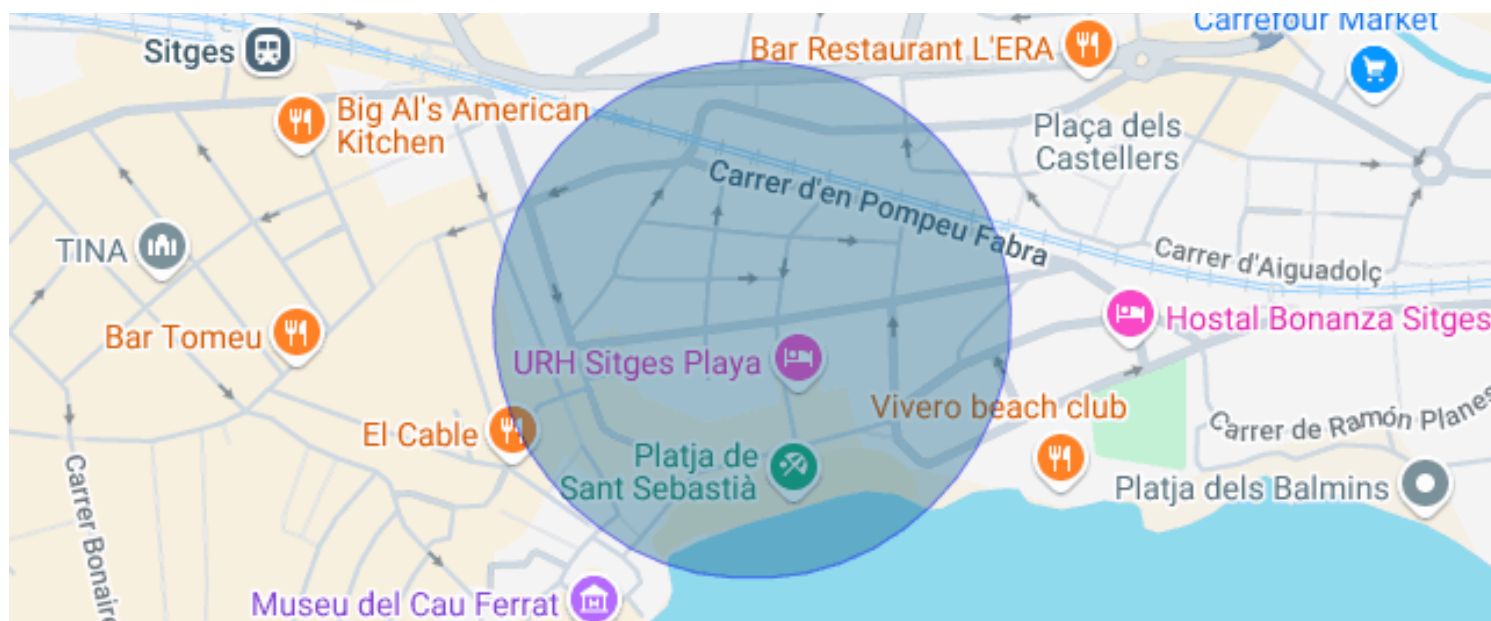 Carrefour Market
Sitges
Bar Restaurant L'ERA
Big Al's American
Kitchen
Plaça dels
Castellers
Carrer d'en Pompeu Fabra
TINA
Carrer d'Aiguadolç
Bar Tomeu
Hostal Bonanza Sitges
URH Sitges Playa
Vivero beach club
El Cable
Carrer de Ramón Planes
Platja de
Sant Sebastià
Platja dels Balmins
Carrer Bonaire
Museu del Cau Ferrat